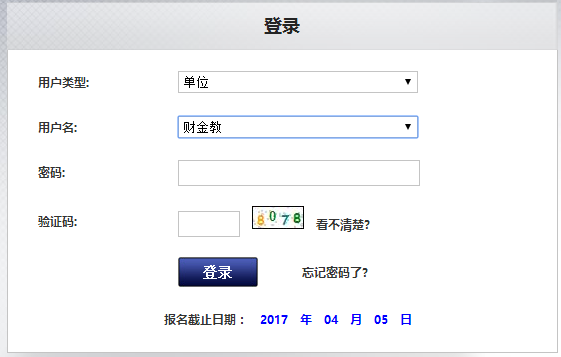 登录
用户类型: 单位
用户名: 财金教
密码:
验证码: 8078 看不清楚?
登录 忘记密码了?
报名截止日期： 2017 年 04 月 05 日